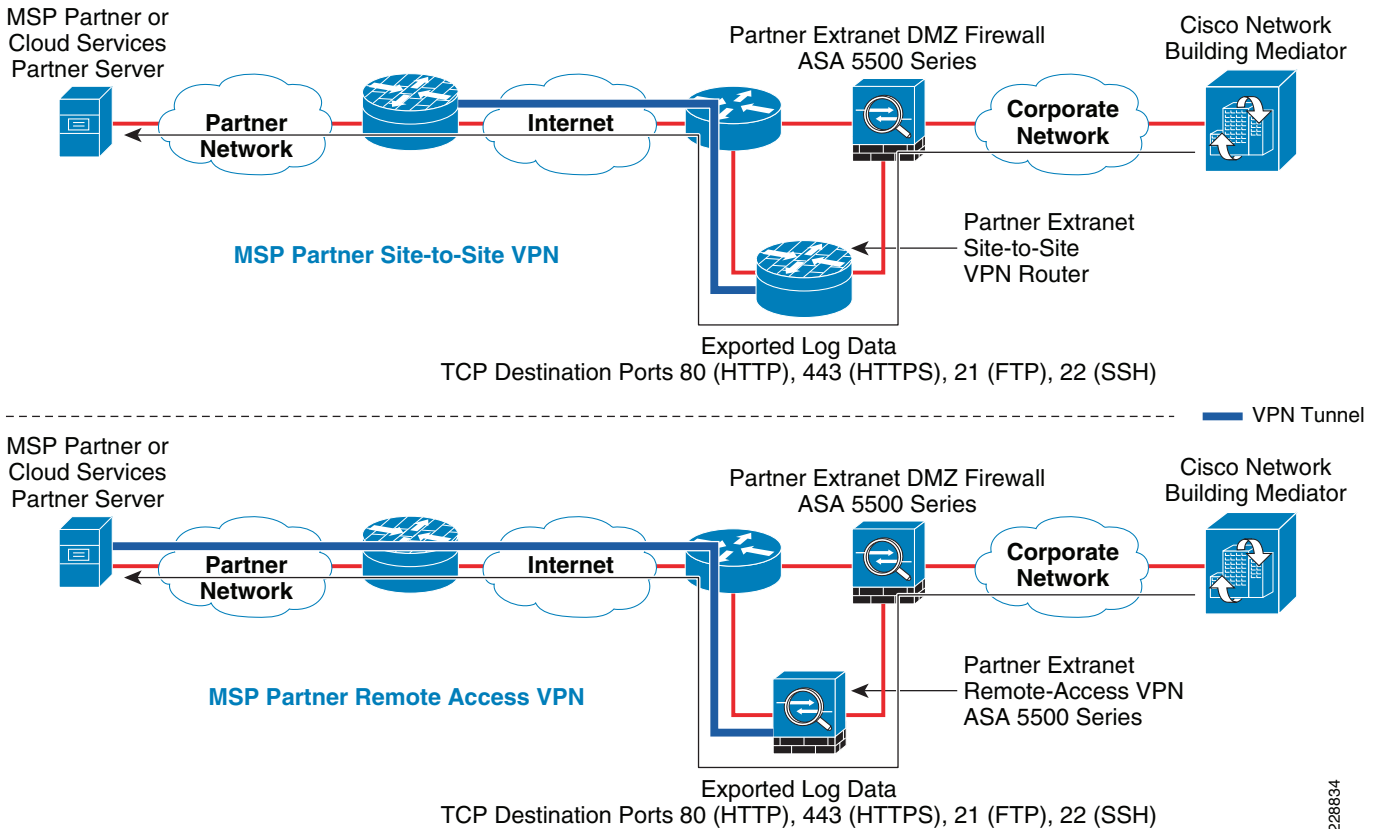 MSP Partner or
Cloud Services
Partner Server
Partner Extranet DMZ Firewall
ASA 5500 Series
Cisco Network
Building Mediator
Partner
Network
Internet
Corporate
Network
MSP Partner Site-to-Site VPN
Partner Extranet
Site-to-Site
VPN Router
Exported Log Data
TCP Destination Ports 80 (HTTP), 443 (HTTPS), 21 (FTP), 22 (SSH)
VPN Tunnel
MSP Partner or
Cloud Services
Partner Server
Partner Extranet DMZ Firewall
ASA 5500 Series
Cisco Network
Building Mediator
Partner
Network
Internet
Corporate
Network
MSP Partner Remote Access VPN
Partner Extranet
Remote-Access VPN
ASA 5500 Series
Exported Log Data
TCP Destination Ports 80 (HTTP), 443 (HTTPS), 21 (FTP), 22 (SSH)
228834